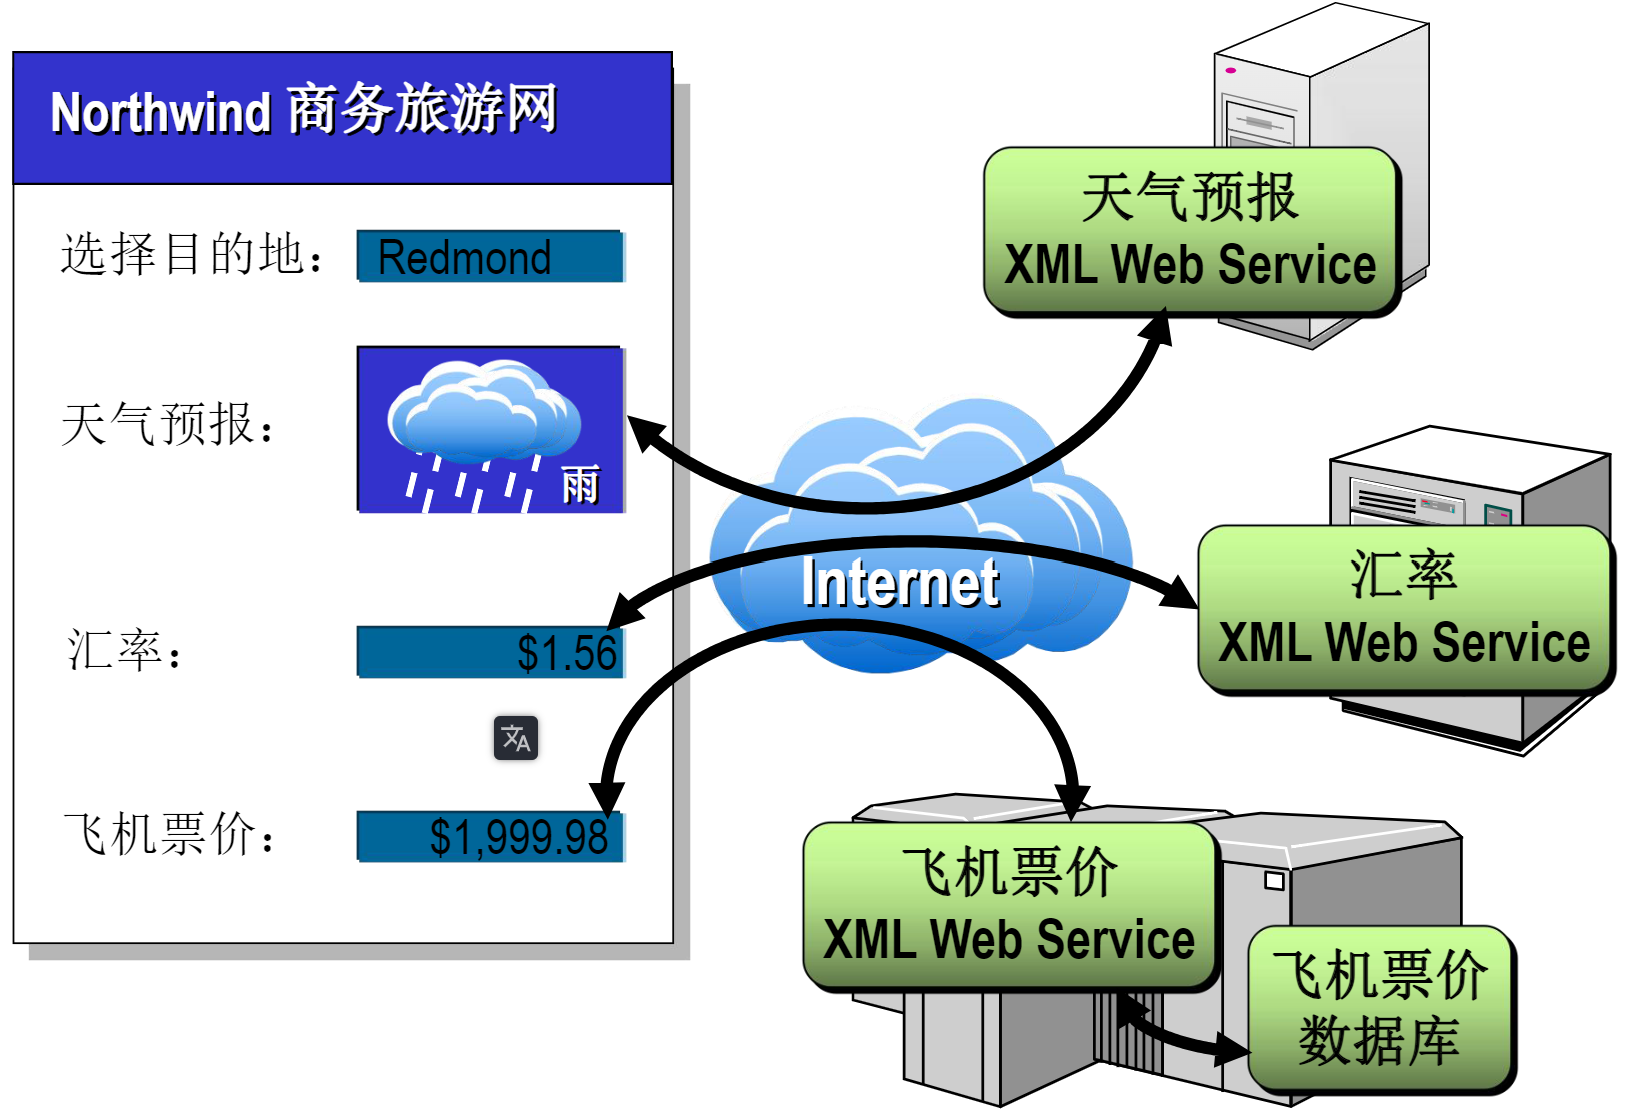 Northwind 商务旅游网
选择目的地： Redmond
天气预报：
雨
汇率： $1.56
飞机票价： $1,999.98
Internet
天气预报
XML Web Service
汇率
XML Web Service
飞机票价
XML Web Service
飞机票价
数据库